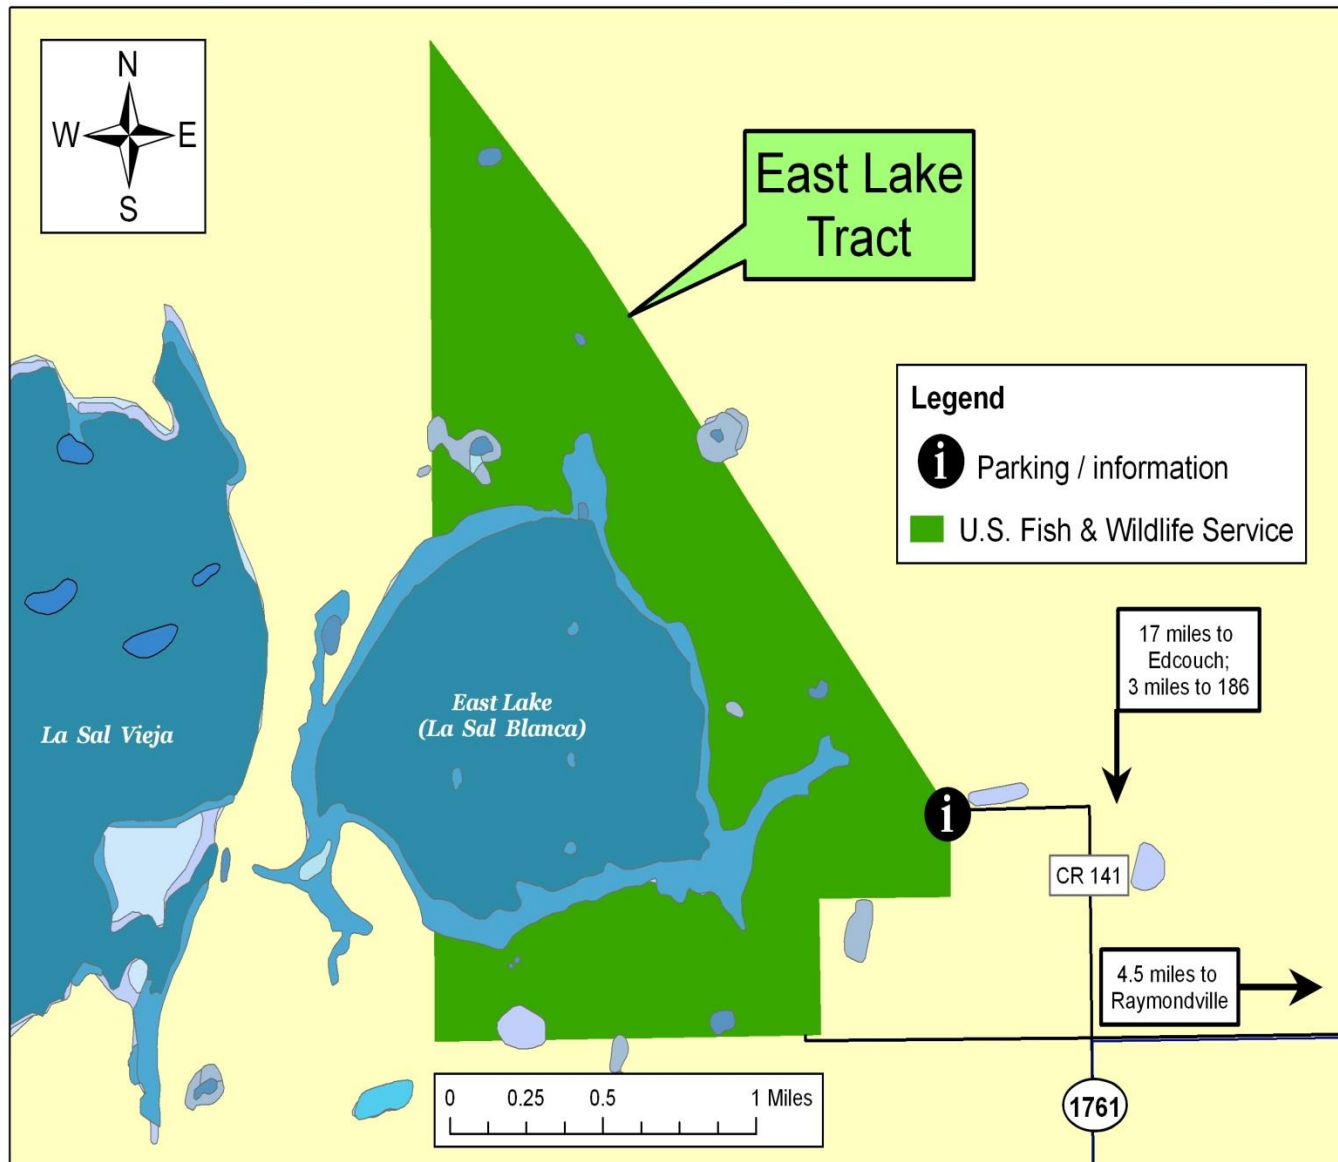 N
W E
S
East Lake
Tract
Legend
i Parking / information
U.S. Fish & Wildlife Service
17 miles to
Edcouch;
3 miles to 186
East Lake
(La Sal Blanca)
La Sal Vieja
i
CR 141
4.5 miles to
Raymondville
0 0.25 0.5 1 Miles
1761